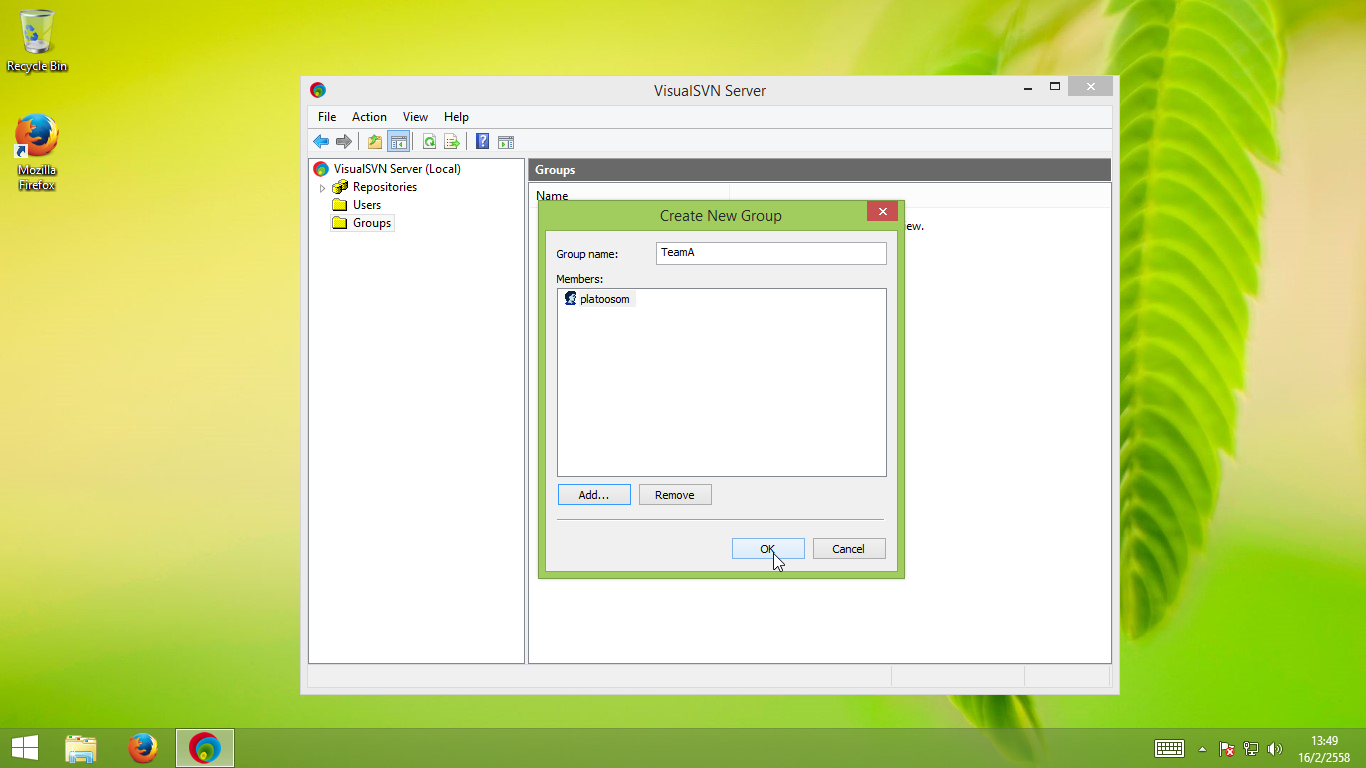 Recycle Bin
Mozilla
Firefox
VisualSVN Server
File Action View Help
VisualSVN Server (Local)
Repositories
Users
Groups
Groups
Name
ew.
Create New Group
Group name: TeamA
Members:
platoosom
Add... Remove
OK Cancel
13:49
16/2/2558